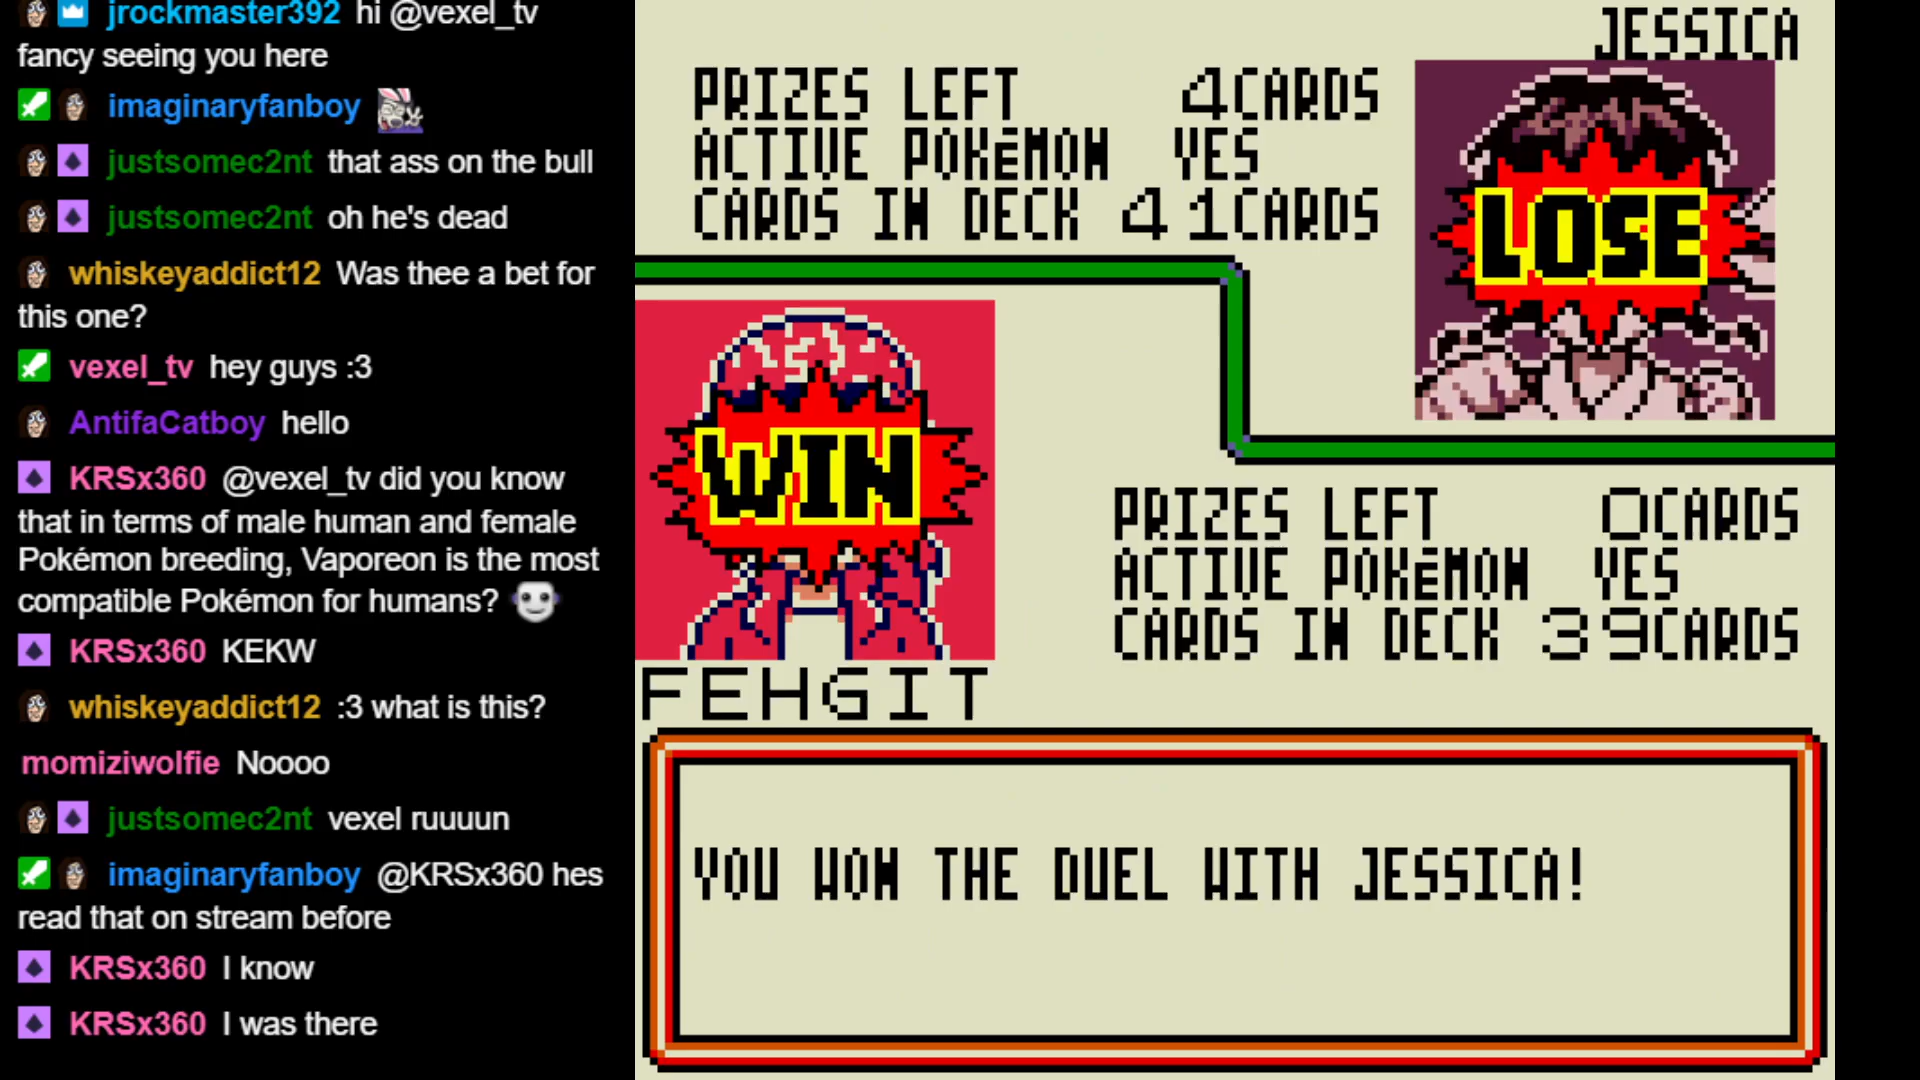 jrockmaster392 hi @vexel_tv
fancy seeing you here
imaginaryfanboy
justsomec2nt that ass on the bull
justsomec2nt oh he's dead
whiskeyaddict12 Was thee a bet for
this one?
vexel_tv hey guys :3
AntifaCatboy hello
KRSx360 @vexel_tv did you know
that in terms of male human and female
Pokémon breeding, Vaporeon is the most
compatible Pokémon for humans?
KRSx360 KEKW
whiskeyaddict12 :3 what is this?
momiziwolfie Noooo
justsomec2nt vexel ruuuun
imaginaryfanboy @KRSx360 hes
read that on stream before
KRSx360 I know
KRSx360 I was there
JESSICA
PRIZES LEFT 4CARDS
ACTIVE POKéMON YES
CARDS IN DECK 41CARDS
LOSE
WIN
PRIZES LEFT 0CARDS
ACTIVE POKéMON YES
CARDS IN DECK 39CARDS
FEHGIT
YOU WON THE DUEL WITH JESSICA!